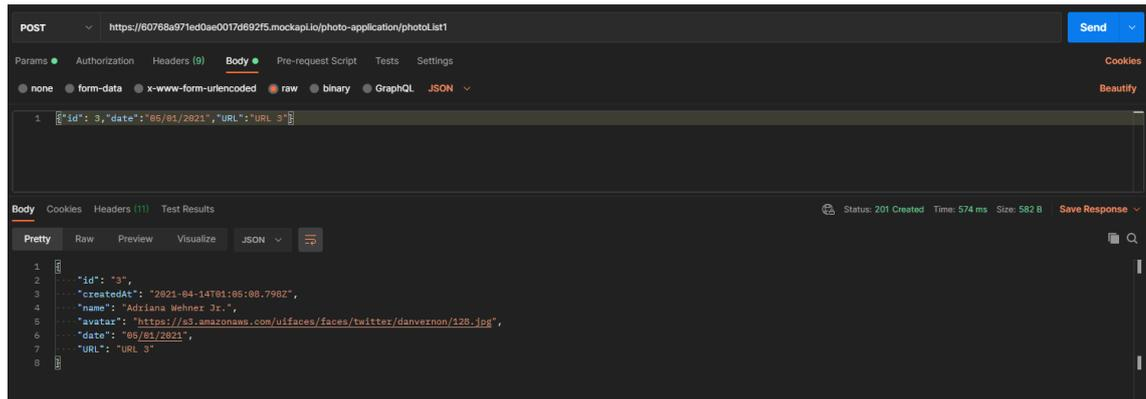 POST https://60768a971ed0ae0017d692f5.mockapi.io/photo-application/photoList1 Send
Params Authorization Headers (9) Body Pre-request Script Tests Settings Cookies
none form-data x-www-form-urlencoded raw binary GraphQL JSON Beautify
1 {"id": 3,"date":"05/01/2021","URL":"URL 3"}
Body Cookies Headers (11) Test Results Status: 201 Created Time: 574 ms Size: 582 B Save Response
Pretty Raw Preview Visualize JSON
1 {
2 "id": "3",
3 "createdAt": "2021-04-14T01:05:08.798Z",
4 "name": "Adriana Wehner Jr.",
5 "avatar": "https://s3.amazonaws.com/uifaces/faces/twitter/danvernon/128.jpg",
6 "date": "05/01/2021",
7 "URL": "URL 3"
8 }